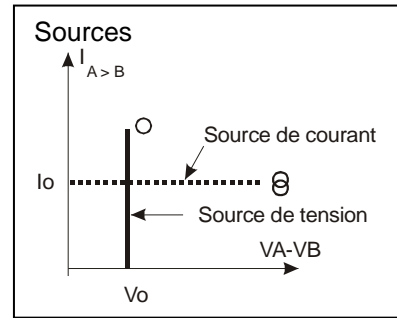 Sources
I A > B
Source de courant
Io
Source de tension
VA-VB
Vo